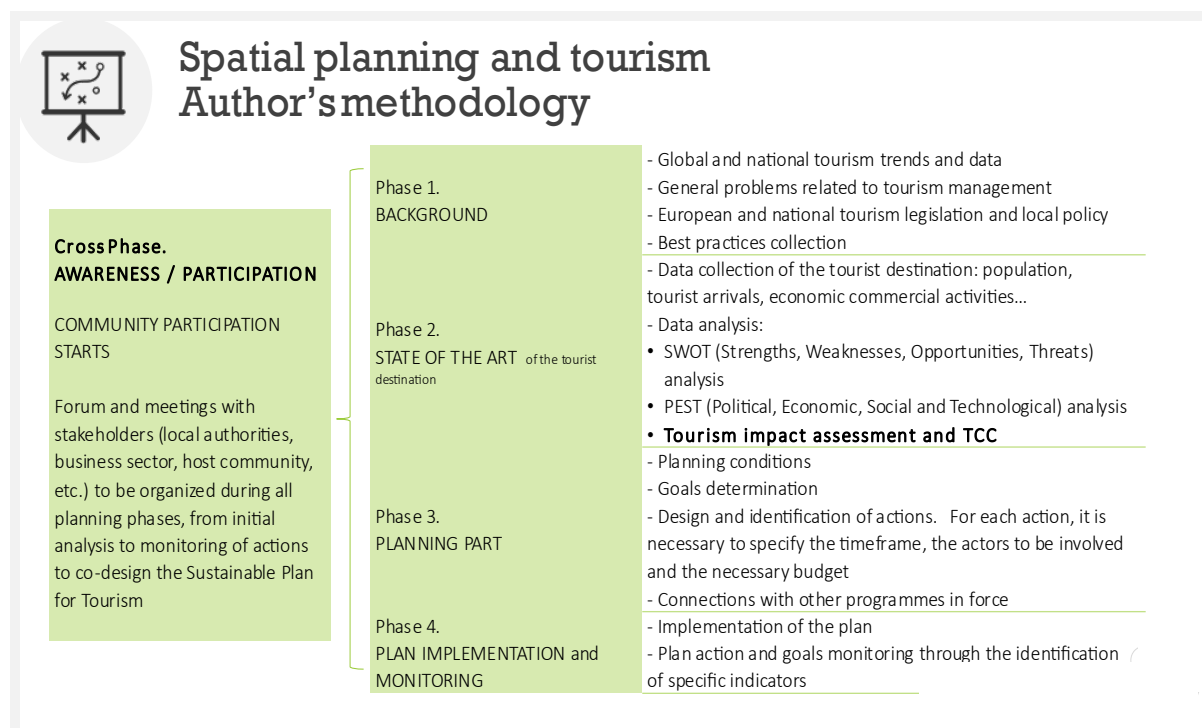 Spatial planning and tourism
Author's methodology
Cross Phase.
AWARENESS / PARTICIPATION
COMMUNITY PARTICIPATION
STARTS
Forum and meetings with
stakeholders (local authorities,
business sector, host community,
etc.) to be organized during all
planning phases, from initial
analysis to monitoring of actions
to co-design the Sustainable Plan
for Tourism
Phase 1.
BACKGROUND
- Global and national tourism trends and data
- General problems related to tourism management
- European and national tourism legislation and local policy
- Best practices collection
Phase 2.
STATE OF THE ART of the tourist
destination
- Data collection of the tourist destination: population,
tourist arrivals, economic commercial activities...
- Data analysis:
• SWOT (Strengths, Weaknesses, Opportunities, Threats)
analysis
• PEST (Political, Economic, Social and Technological) analysis
• Tourism impact assessment and TCC
Phase 3.
PLANNING PART
- Planning conditions
- Goals determination
- Design and identification of actions. For each action, it is
necessary to specify the timeframe, the actors to be involved
and the necessary budget
- Connections with other programmes in force
Phase 4.
PLAN IMPLEMENTATION and
MONITORING
- Implementation of the plan
- Plan action and goals monitoring through the identification
of specific indicators